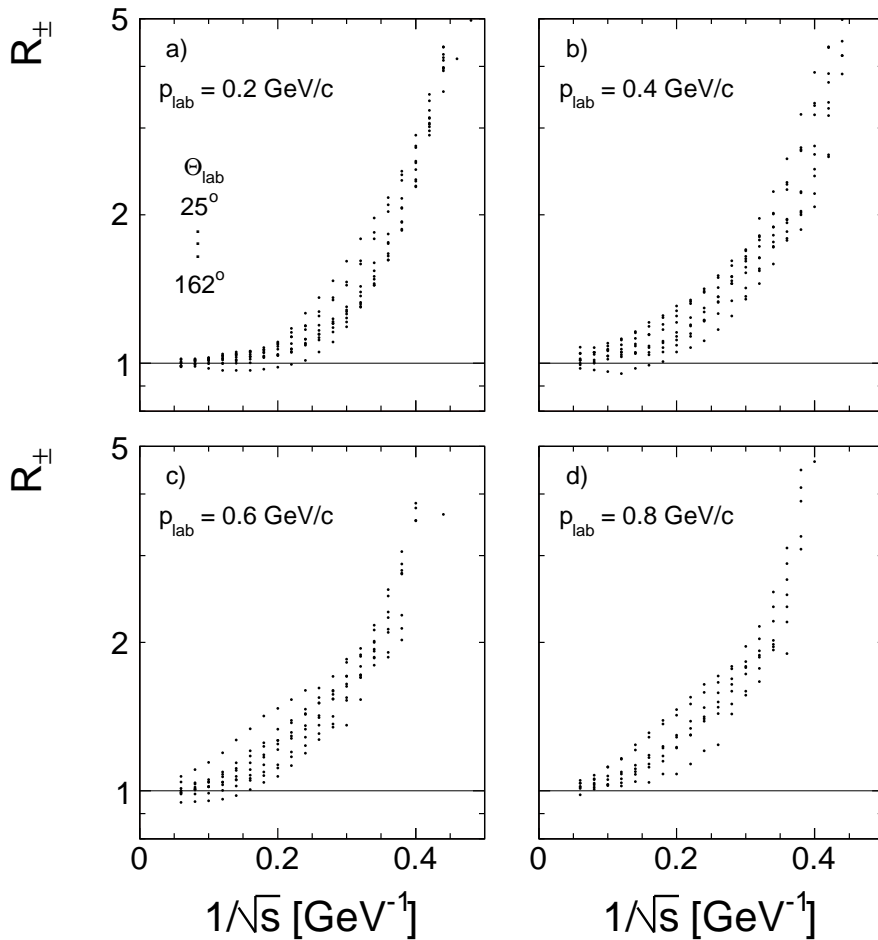 R±
5
2
1
a)
p_lab = 0.2 GeV/c
Θ_lab
25°
.
.
.
162°
b)
p_lab = 0.4 GeV/c
R±
5
2
1
c)
p_lab = 0.6 GeV/c
d)
p_lab = 0.8 GeV/c
0 0.2 0.4
0 0.2 0.4
1/√s [GeV⁻¹]
1/√s [GeV⁻¹]